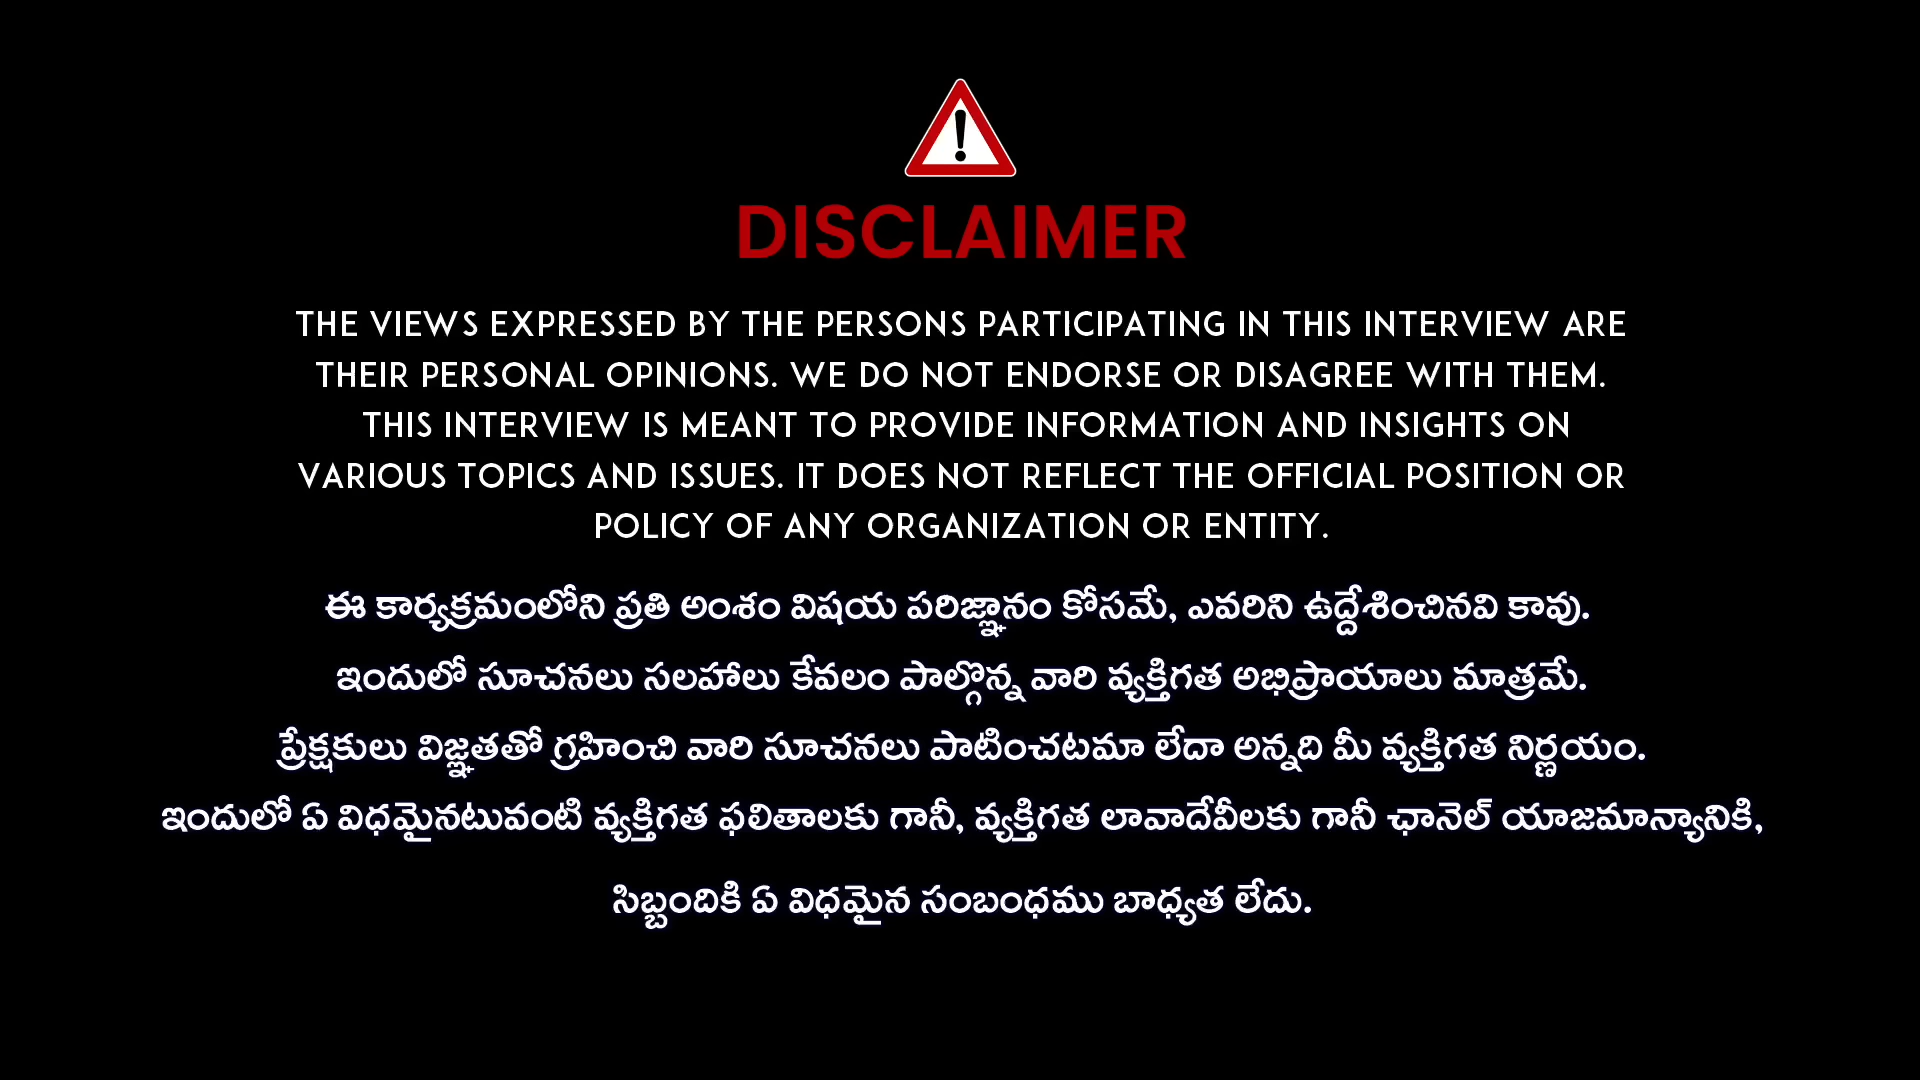 DISCLAIMER
THE VIEWS EXPRESSED BY THE PERSONS PARTICIPATING IN THIS INTERVIEW ARE
THEIR PERSONAL OPINIONS. WE DO NOT ENDORSE OR DISAGREE WITH THEM.
THIS INTERVIEW IS MEANT TO PROVIDE INFORMATION AND INSIGHTS ON
VARIOUS TOPICS AND ISSUES. IT DOES NOT REFLECT THE OFFICIAL POSITION OR
POLICY OF ANY ORGANIZATION OR ENTITY.
ఈ కార్యక్రమంలోని ప్రతి అంశం విషయ పరిజ్ఞానం కోసమే, ఎవరిని ఉద్దేశించినవి కావు.
ఇందులో సూచనలు సలహాలు కేవలం పాల్గొన్న వారి వ్యక్తిగత అభిప్రాయాలు మాత్రమే.
ప్రేక్షకులు విజ్ఞతతో గ్రహించి వారి సూచనలు పాటించటమా లేదా అన్నది మీ వ్యక్తిగత నిర్ణయం.
ఇందులో ఏ విధమైనటువంటి వ్యక్తిగత ఫలితాలకు గానీ, వ్యక్తిగత లావాదేవీలకు గానీ ఛానెల్ యాజమాన్యానికి,
సిబ్బందికి ఏ విధమైన సంబంధము బాధ్యత లేదు.